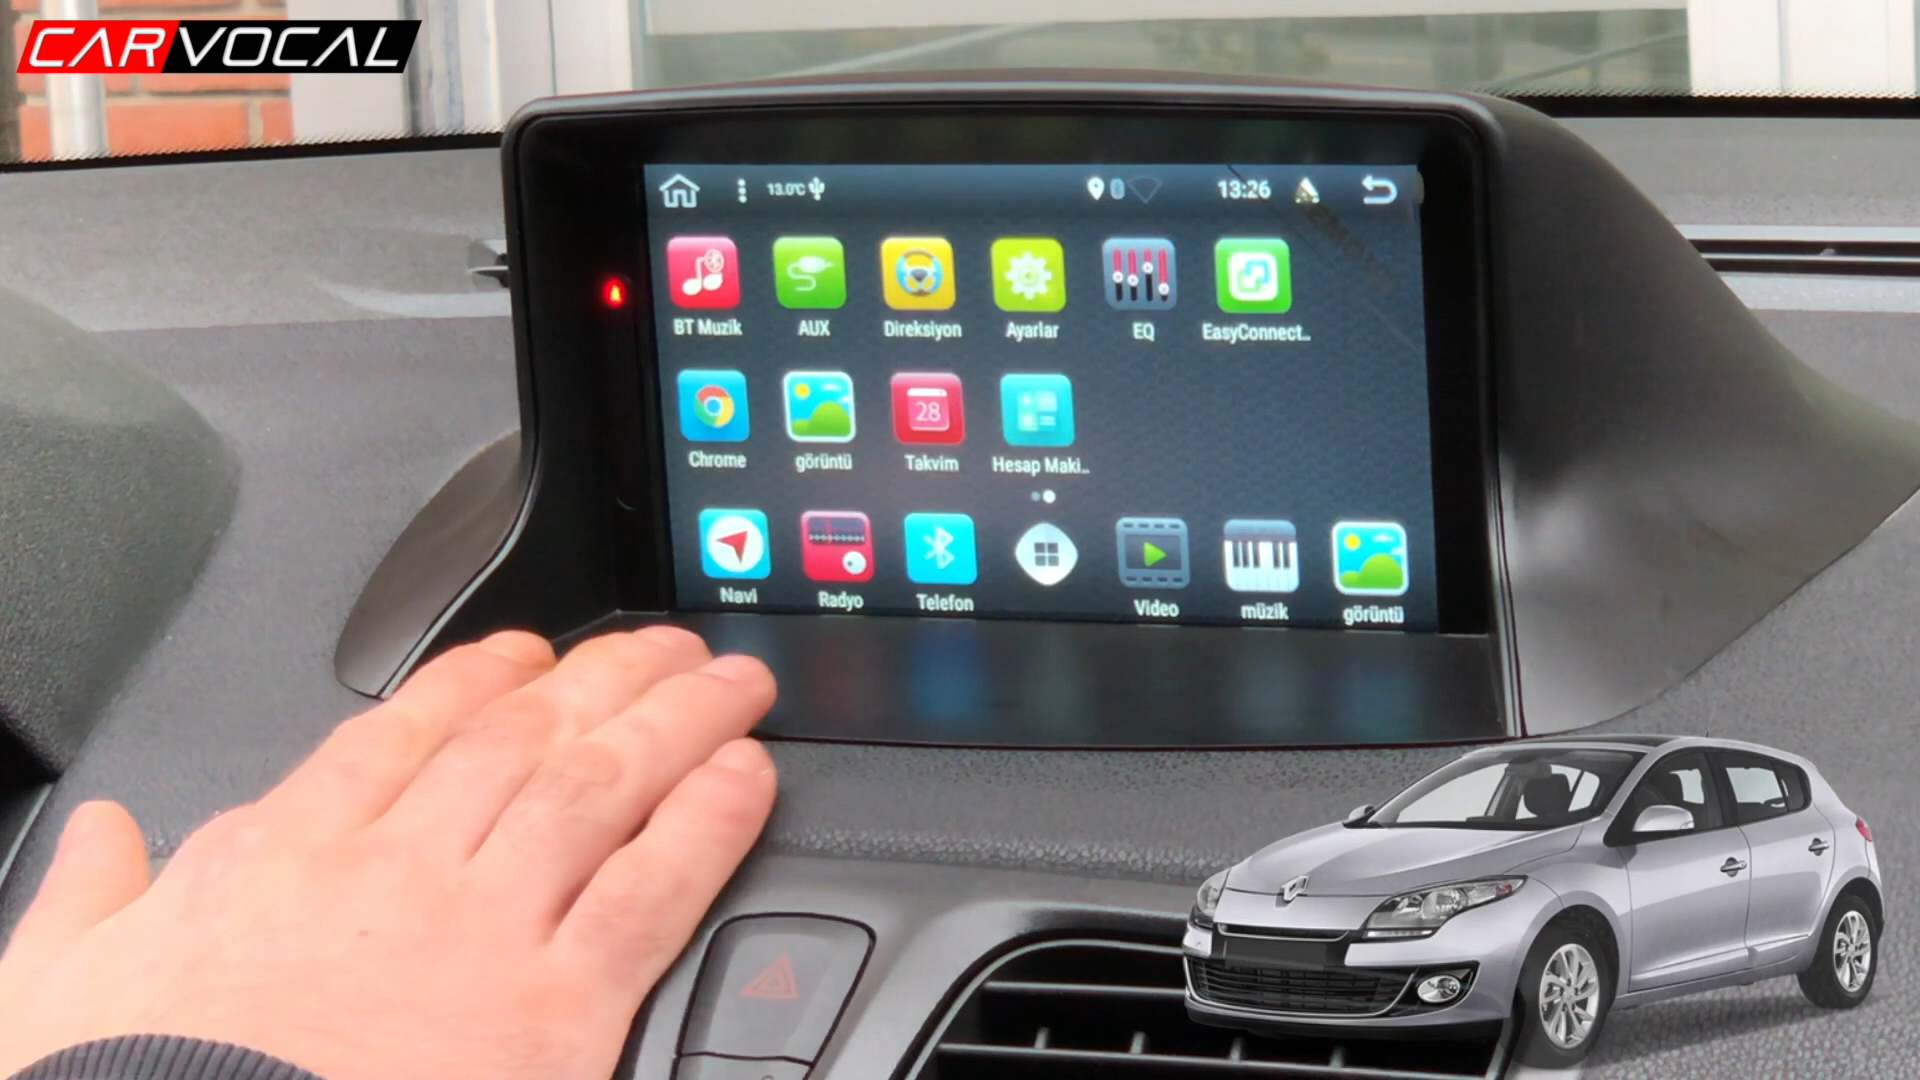 CARVOCAL
13.0°C
13:26
BT Muzik
AUX
Direksiyon
Ayarlar
EQ
EasyConnect..
Chrome
görüntü
28
Takvim
Hesap Maki..
Navi
Radyo
Telefon
Video
müzik
görüntü